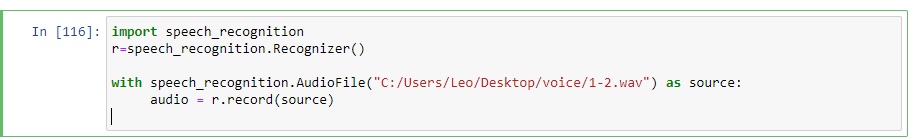 In [116]: import speech_recognition
r=speech_recognition.Recognizer()
with speech_recognition.AudioFile("C:/Users/Leo/Desktop/voice/1-2.wav") as source:
audio = r.record(source)